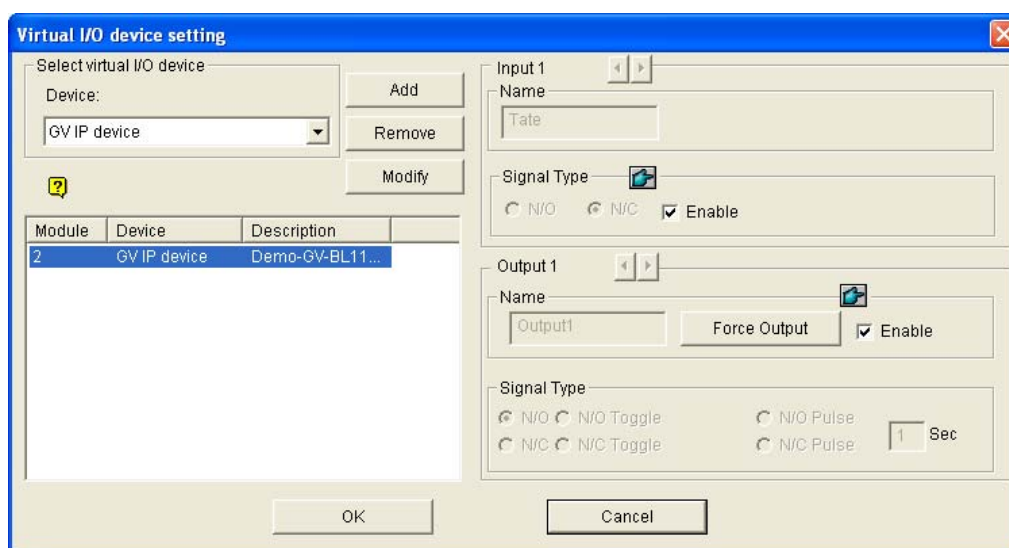 Virtual I/O device setting
Select virtual I/O device
Device:
GV IP device
Add
Remove
Modify
Module Device Description
2 GV IP device Demo-GV-BL11...
Input 1
Name
Tate
Signal Type
N/O N/C Enable
Output 1
Name
Output1 Force Output Enable
Signal Type
N/O N/O Toggle N/O Pulse
N/C N/C Toggle N/C Pulse
1 Sec
OK Cancel